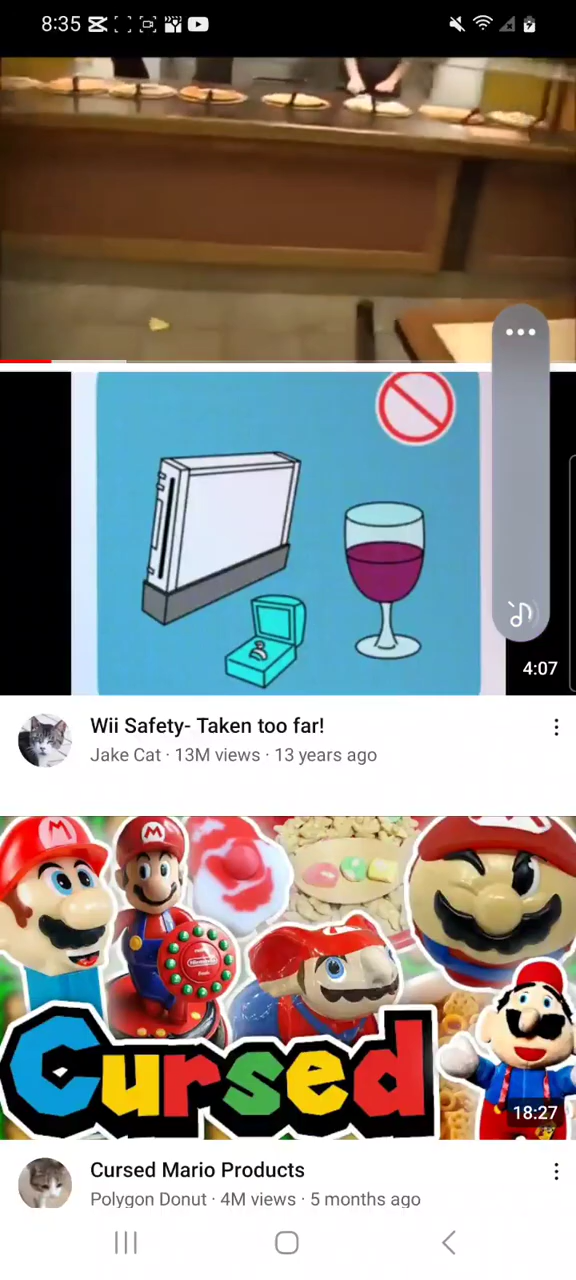 8:35
4:07
Wii Safety- Taken too far!
Jake Cat · 13M views · 13 years ago
M
M
Cursed
18:27
Cursed Mario Products
Polygon Donut · 4M views · 5 months ago